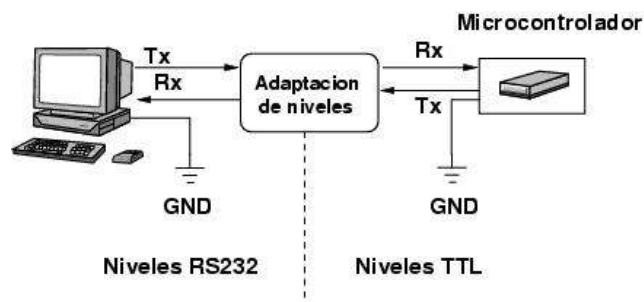 Microcontrolador
Tx
Rx
Rx
Adaptacion
de niveles
Tx
GND
GND
Niveles RS232
Niveles TTL